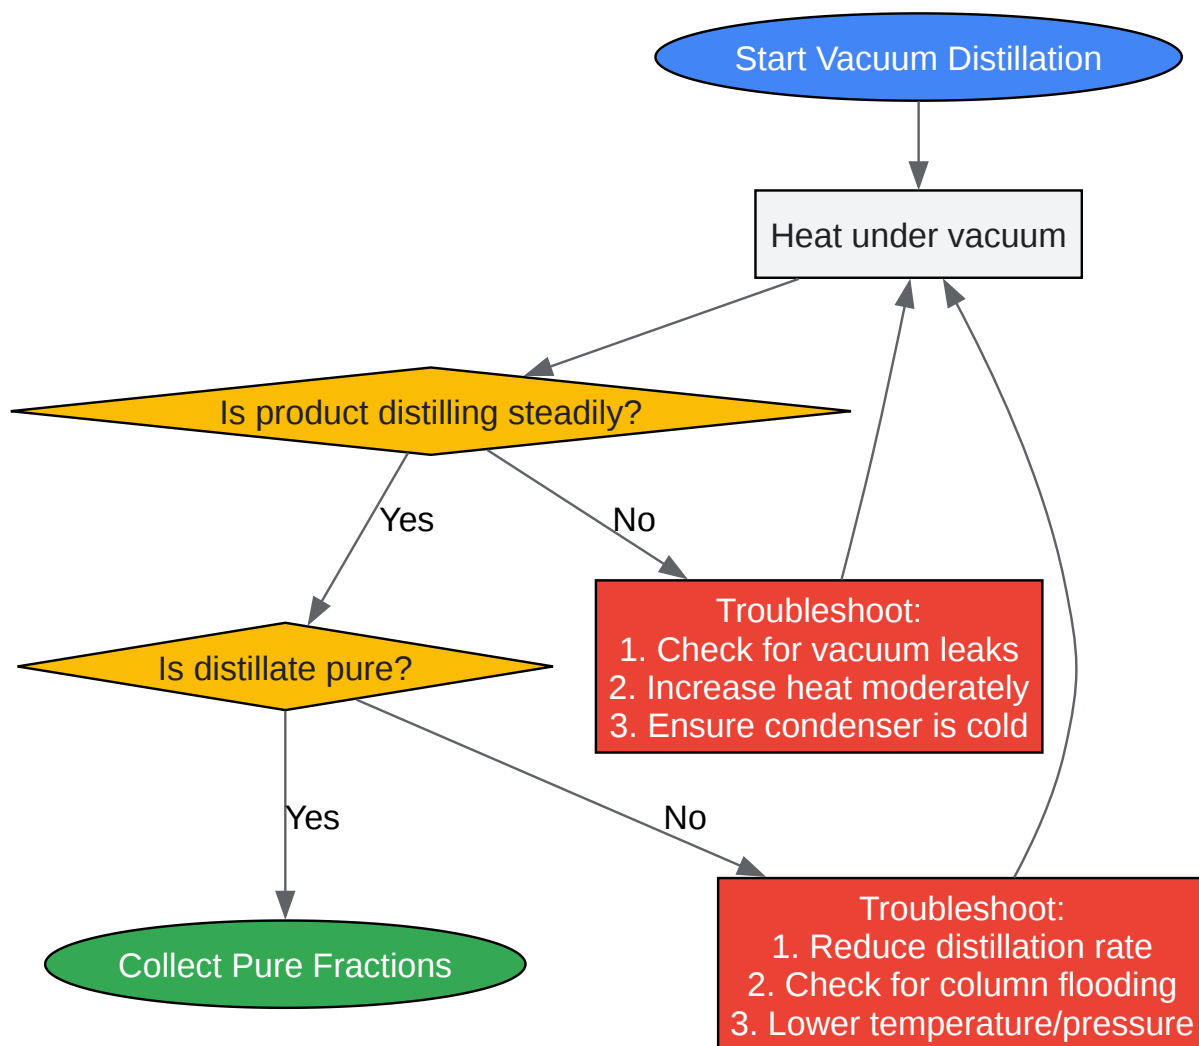 Start Vacuum Distillation
Heat under vacuum
Is product distilling steadily?
Yes
No
Troubleshoot:
1. Check for vacuum leaks
2. Increase heat moderately
3. Ensure condenser is cold
Is distillate pure?
Yes
No
Troubleshoot:
1. Reduce distillation rate
2. Check for column flooding
3. Lower temperature/pressure
Collect Pure Fractions